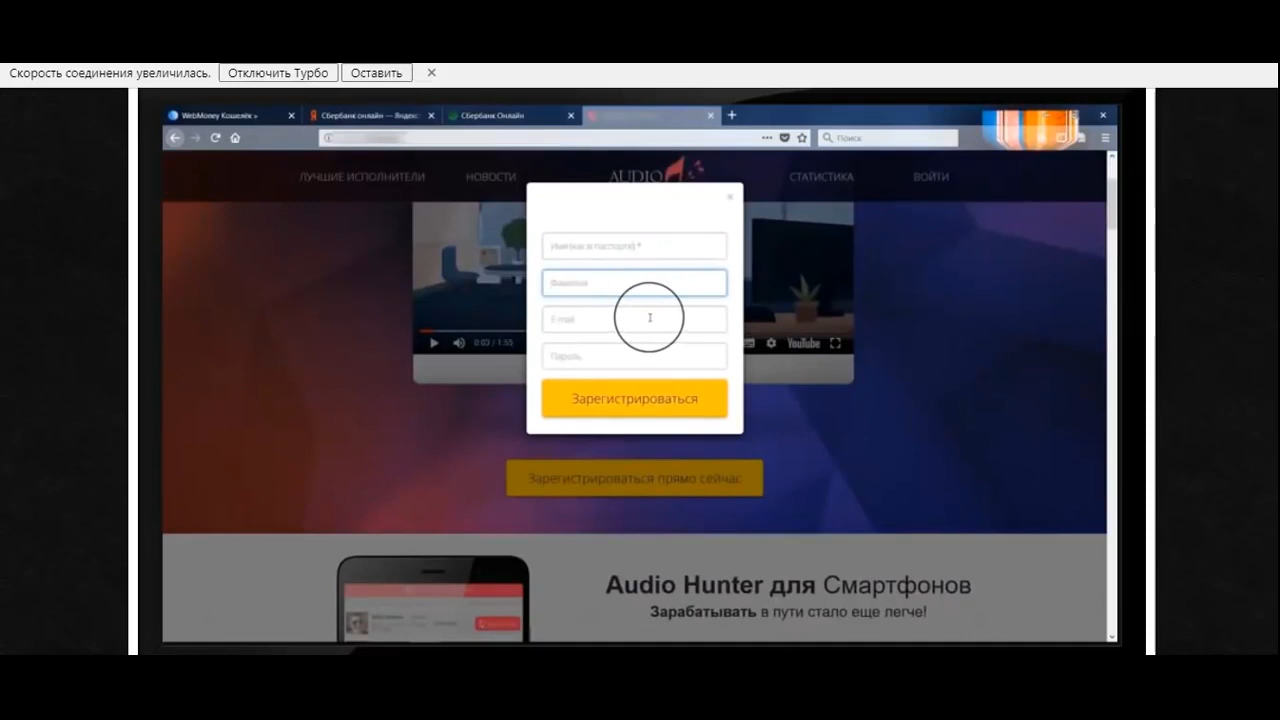 Скорость соединения увеличилась. Отключить Турбо Оставить
WebMoney Кошелёк » Сбербанк онлайн — Яндекс Сбербанк Онлайн
Поиск
ЛУЧШИЕ ИСПОЛНИТЕЛИ НОВОСТИ AUDIO СТАТИСТИКА ВОЙТИ
Имя(как в паспорте) *
Фамилия
E-mail
0:03 / 1:55 YouTube
Пароль
Зарегистрироваться
Зарегистрироваться прямо сейчас
Audio Hunter для Смартфонов
Зарабатывать в пути стало еще легче!